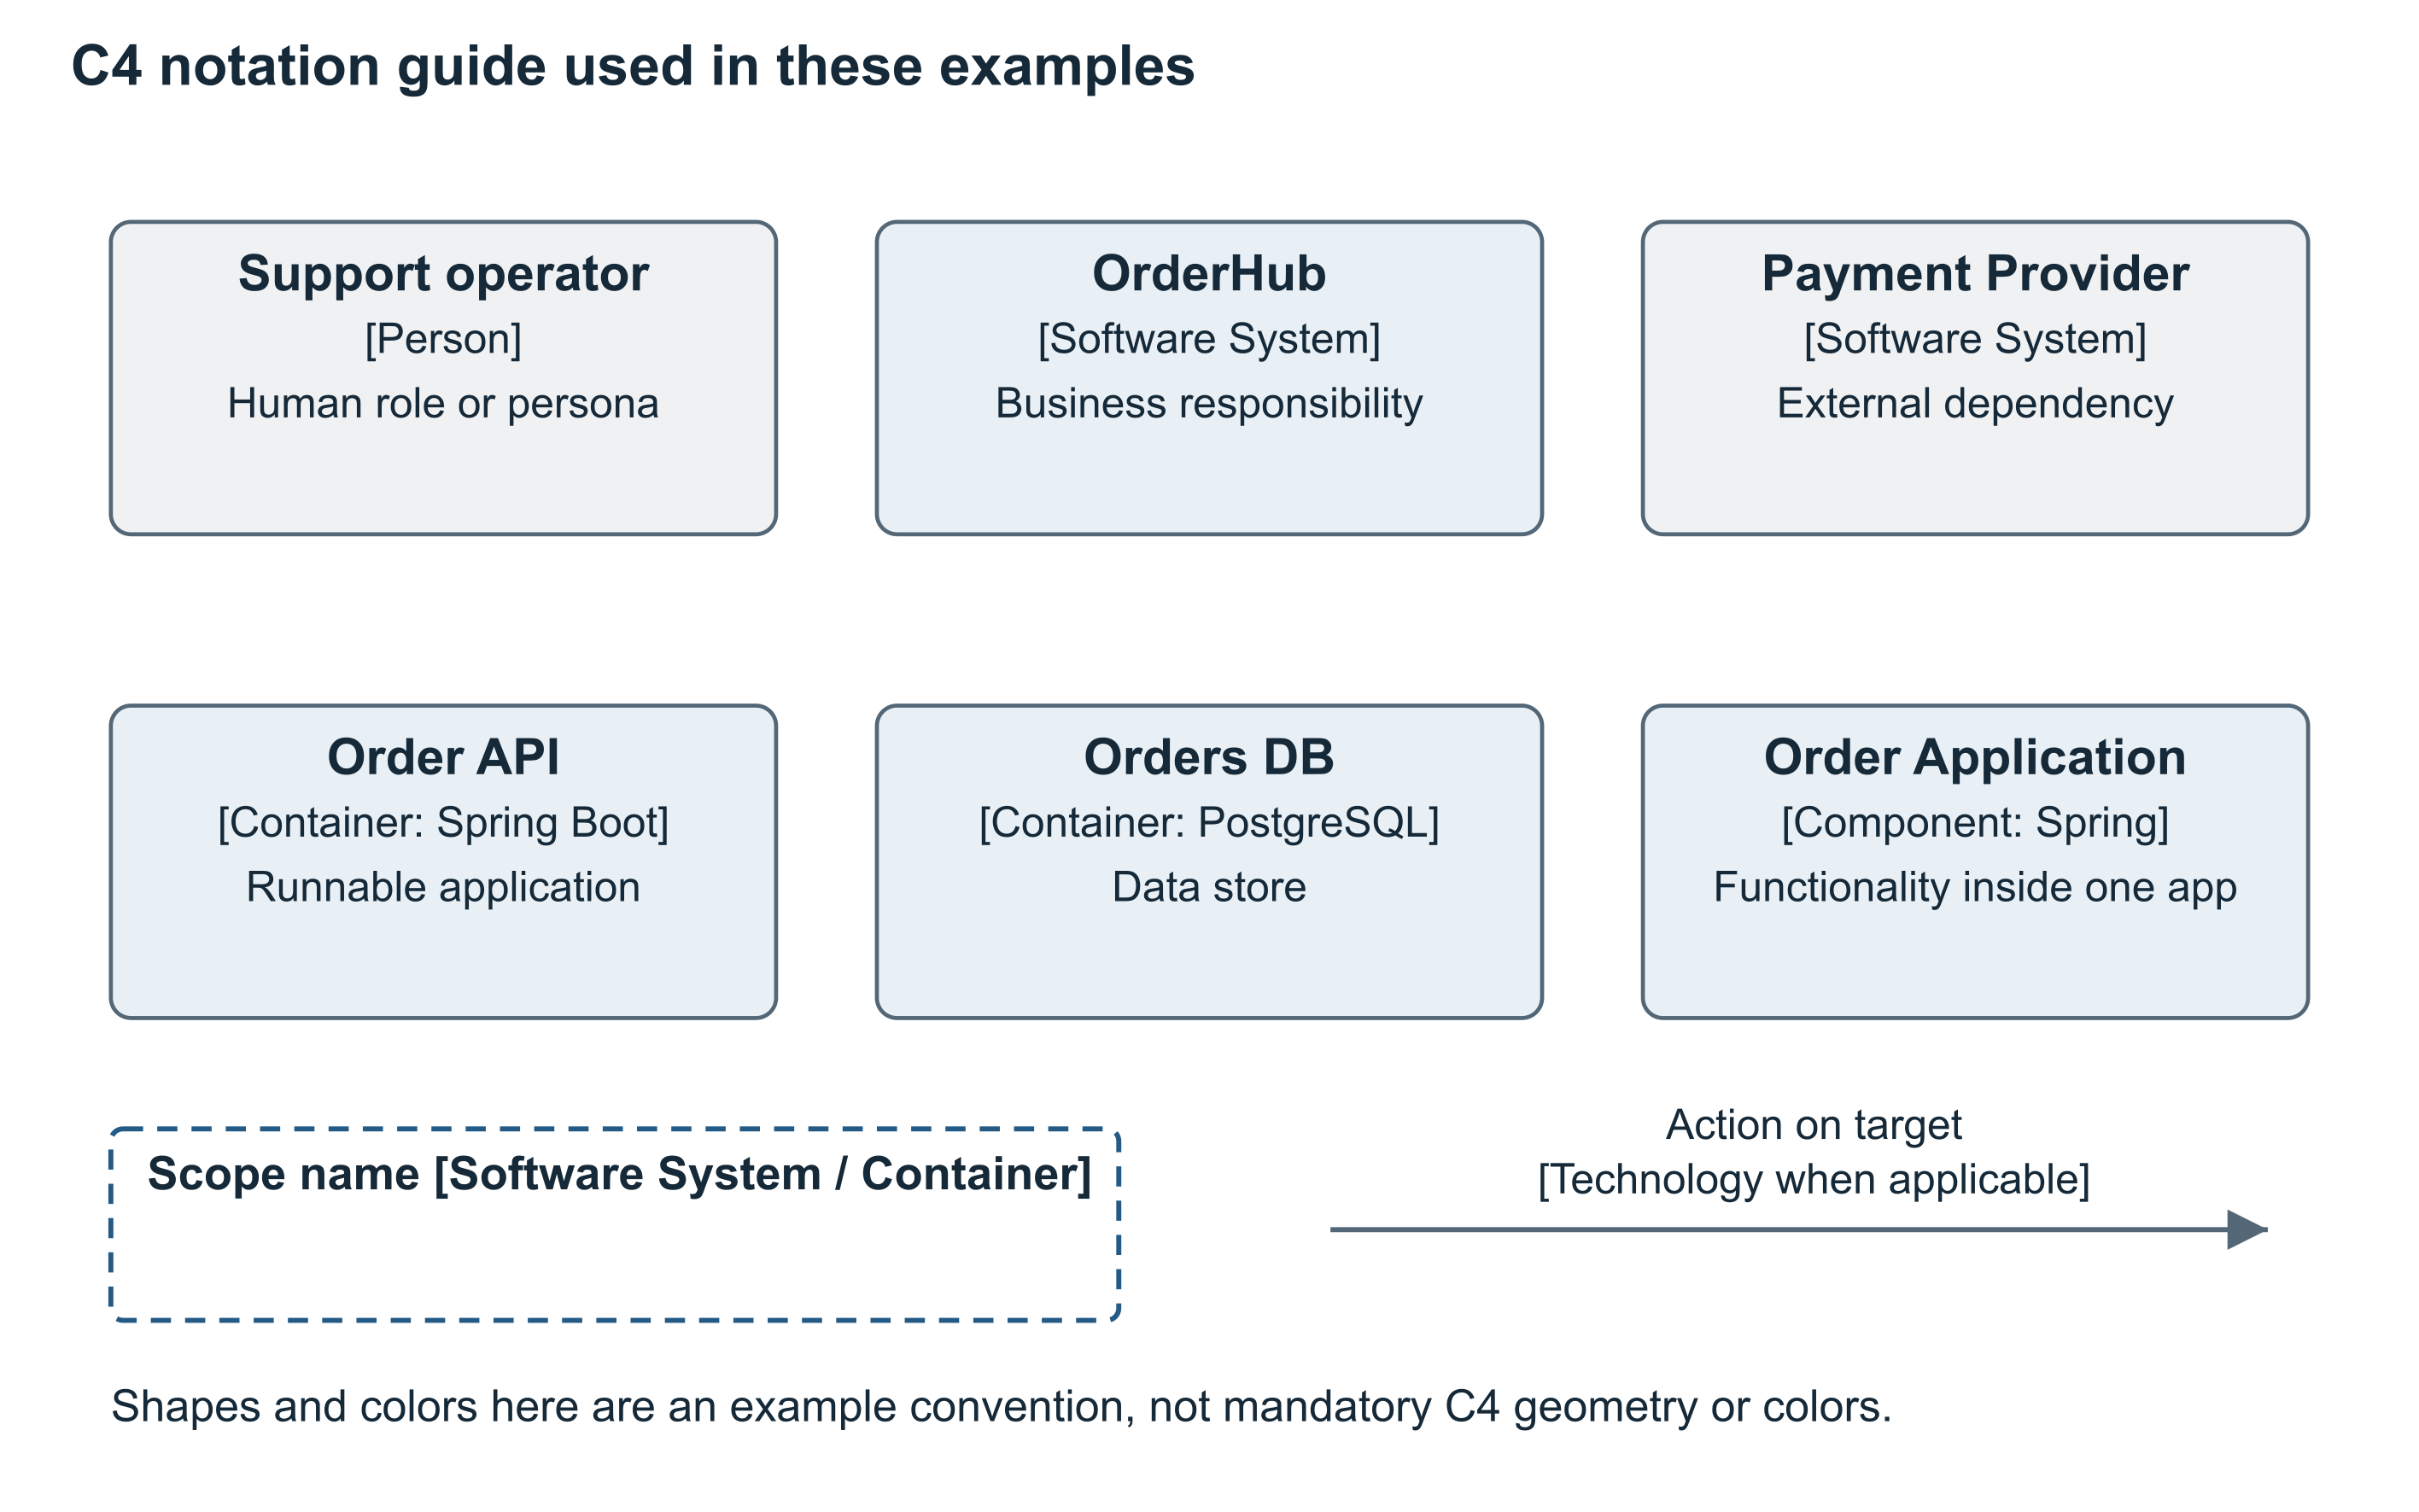 C4 notation guide used in these examples
Support operator
[Person]
Human role or persona
OrderHub
[Software System]
Business responsibility
Payment Provider
[Software System]
External dependency
Order API
[Container: Spring Boot]
Runnable application
Orders DB
[Container: PostgreSQL]
Data store
Order Application
[Component: Spring]
Functionality inside one app
Scope name [Software System / Container]
Action on target
[Technology when applicable]
Shapes and colors here are an example convention, not mandatory C4 geometry or colors.